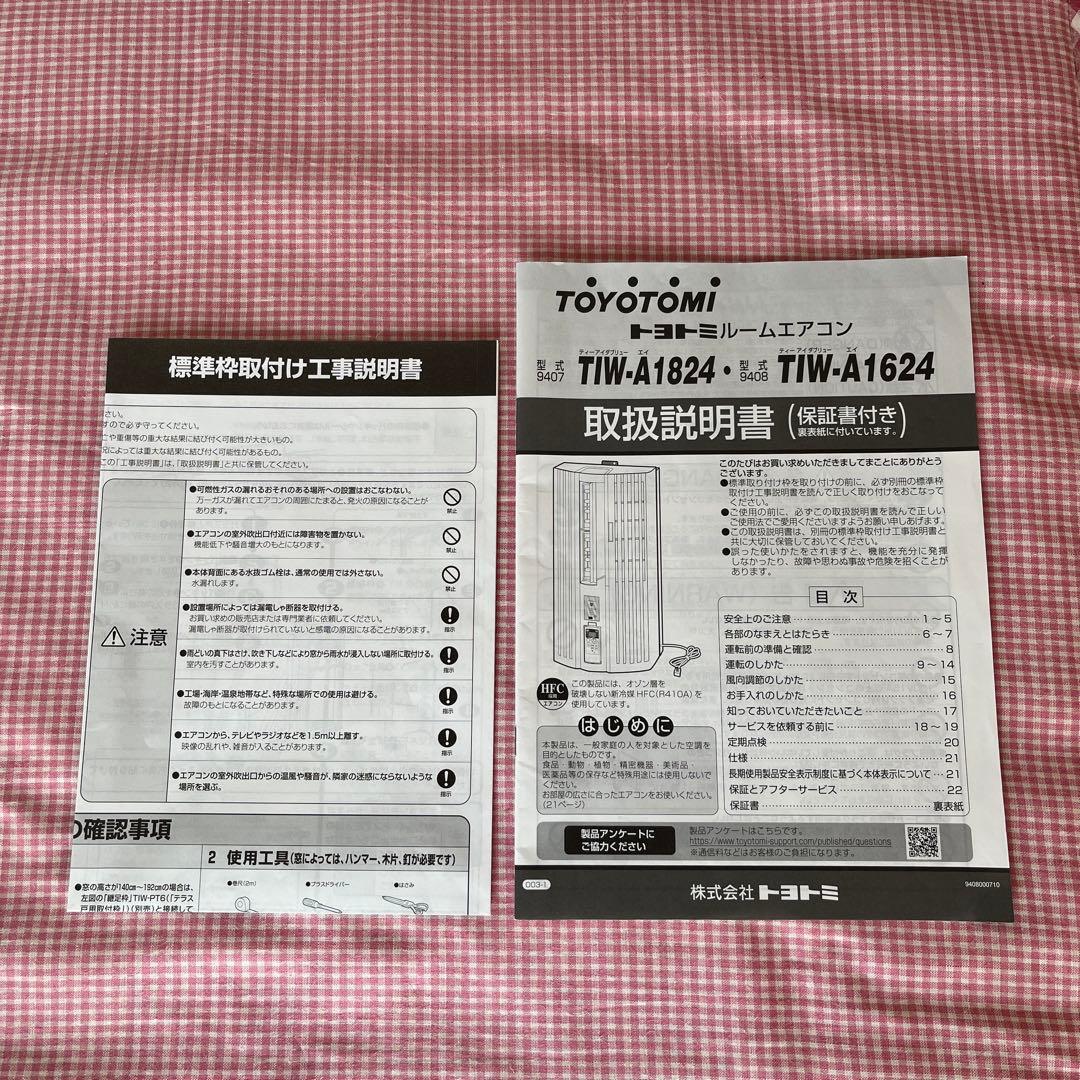 標準枠取付け工事説明書
さい。
すので必ず守ってください。
亡や重傷等の重大な結果に結び付く可能性が大きいもの。
況によっては重大な結果に結び付く可能性があるもの。
この「工事説明書」は、「取扱説明書」と共に保管してください。
⚠注意
●可燃性ガスの漏れるおそれのある場所への設置はおこなわない。
万一ガスが漏れてエアコンの周囲にたまると、発火の原因になることが
あります。
禁止
●エアコンの室外吹出口付近には障害物を置かない。
機能低下や騒音増大のもとになります。
禁止
●本体背面にある水抜ゴム栓は、通常の使用では外さない。
水漏れします。
禁止
●設置場所によっては漏電しゃ断器を取付ける。
お買い求めの販売店または専門業者に依頼してください。
漏電しゃ断器が取付けられていないと感電の原因になることがあります。
指示
●雨どいの真下はさけ、吹き下しなどにより窓から雨水が浸入しない場所に取付ける。
室内を汚すことがあります。
指示
●工場・海岸・温泉地帯など、特殊な場所での使用は避ける。
故障のもとになることがあります。
指示
●エアコンから、テレビやラジオなどを1.5m以上離す。
映像の乱れや、雑音が入ることがあります。
指示
●エアコンの室外吹出口からの温風や騒音が、隣家の迷惑にならないような
場所を選ぶ。
指示
の確認事項
2 使用工具(窓によっては、ハンマー、木片、釘が必要です)
●窓の高さが140cm～192cmの場合は、
左図の「継足枠」TIW-PT6(「テラス
戸用取付枠」)(別売)と接続して
●巻尺(2m)
●プラスドライバー
●はさみ
TOYOTOMI
トヨトミルームエアコン
ティーアイダブリュー エイ
ティーアイダブリュー エイ
型式 9407 TIW-A1824・型式 9408 TIW-A1624
取扱説明書(保証書付き 裏表紙に付いています。)
このたびはお買い求めいただきましてまことにありがとう
ございます。
●標準取り付け枠を取り付けの前に、必ず別冊の標準枠
取付け工事説明書を読んで正しく取り付けをおこなって
ください。
●ご使用の前に、必ずこの取扱説明書を読んで正しい
ご使用法でご愛用くださいますようお願い申しあげます。
●この取扱説明書は、別冊の標準枠取付け工事説明書と
共に大切に保管しておいてください。
●誤った使いかたをされますと、機能を充分に発揮
しなかったり、故障や思わぬ事故や危険を招くことが
あります。
目次
安全上のご注意 1～5
各部のなまえとはたらき 6～7
運転前の準備と確認 8
運転のしかた 9～14
風向調節のしかた 15
お手入れのしかた 16
知っておいていただきたいこと 17
サービスを依頼する前に 18～19
定期点検 20
仕様 21
長期使用製品安全表示制度に基づく本体表示について 21
保証とアフターサービス 22
保証書 裏表紙
HFC
採用
エアコン
この製品には、オゾン層を
破壊しない新冷媒 HFC(R410A)を
使用しています。
はじめに
本製品は、一般家庭の人を対象とした空調を
目的としたものです。
食品・動物・植物・精密機器・美術品・
医薬品等の保存など特殊用途には使用しないで
ください。
お部屋の広さに合ったエアコンをお使いください。
(21ページ)
製品アンケートに
ご協力ください
製品アンケートはこちらです。
https://www.toyotomi-support.com/published/questions
※通信料などはお客様のご負担になります。
003-1
株式会社トヨトミ
9408000710